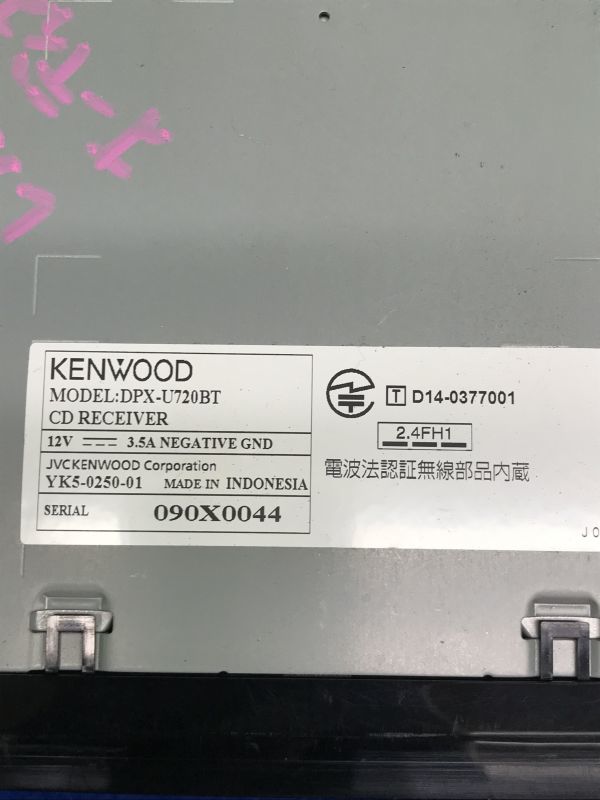 KENWOOD
MODEL:DPX-U720BT
CD RECEIVER
12V 3.5A NEGATIVE GND
JVCKENWOOD Corporation
YK5-0250-01 MADE IN INDONESIA
SERIAL 090X0044
T D14-0377001
2.4FH1
電波法認証無線部品内蔵
J0